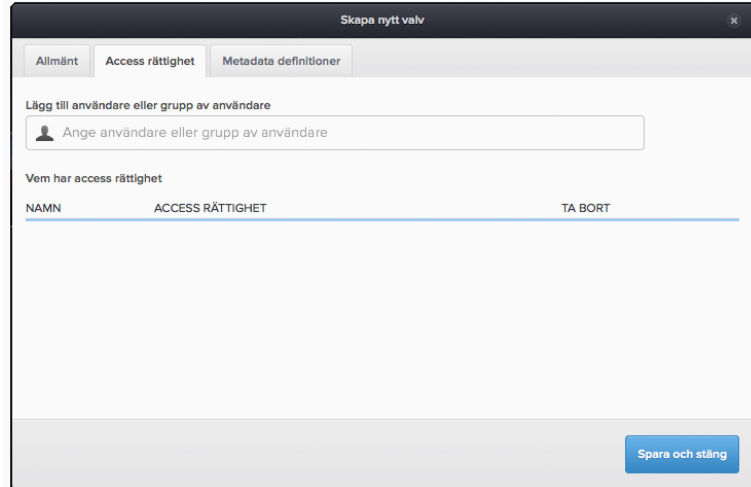 Skapa nytt valv
Allmänt Access rättighet Metadata definitioner
Lägg till användare eller grupp av användare
Ange användare eller grupp av användare
Vem har access rättighet
NAMN ACCESS RÄTTIGHET TA BORT
Spara och stäng